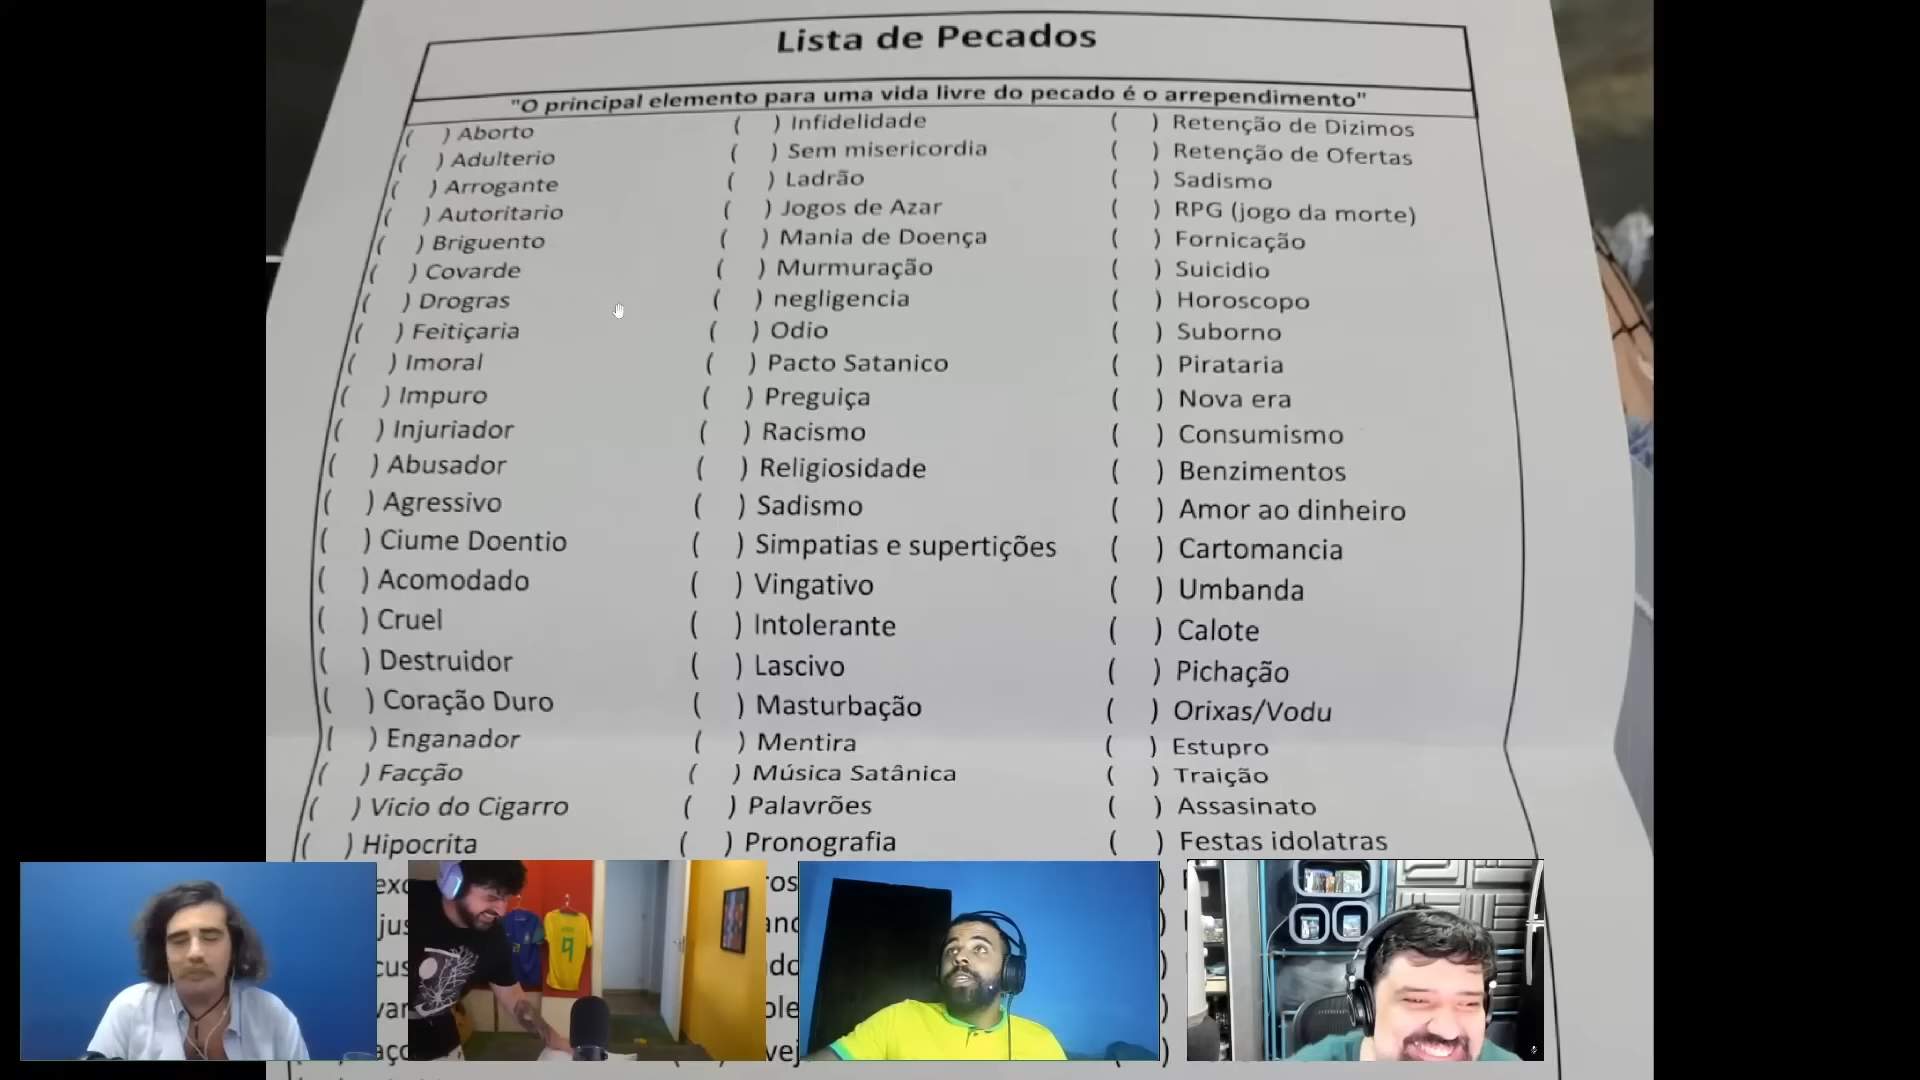 Lista de Pecados
"O principal elemento para uma vida livre do pecado é o arrependimento"
( ) Aborto
( ) Adulterio
( ) Arrogante
( ) Autoritario
( ) Briguento
( ) Covarde
( ) Drogras
( ) Feitiçaria
( ) Imoral
( ) Impuro
( ) Injuriador
( ) Abusador
( ) Agressivo
( ) Ciume Doentio
( ) Acomodado
( ) Cruel
( ) Destruidor
( ) Coração Duro
( ) Enganador
( ) Facção
( ) Vicio do Cigarro
( ) Hipocrita
( ) Infidelidade
( ) Sem misericordia
( ) Ladrão
( ) Jogos de Azar
( ) Mania de Doença
( ) Murmuração
( ) negligencia
( ) Odio
( ) Pacto Satanico
( ) Preguiça
( ) Racismo
( ) Religiosidade
( ) Sadismo
( ) Simpatias e supertições
( ) Vingativo
( ) Intolerante
( ) Lascivo
( ) Masturbação
( ) Mentira
( ) Música Satânica
( ) Palavrões
( ) Pronografia
( ) Retenção de Dizimos
( ) Retenção de Ofertas
( ) Sadismo
( ) RPG (jogo da morte)
( ) Fornicação
( ) Suicidio
( ) Horoscopo
( ) Suborno
( ) Pirataria
( ) Nova era
( ) Consumismo
( ) Benzimentos
( ) Amor ao dinheiro
( ) Cartomancia
( ) Umbanda
( ) Calote
( ) Pichação
( ) Orixas/Vodu
( ) Estupro
( ) Traição
( ) Assasinato
( ) Festas idolatras
9